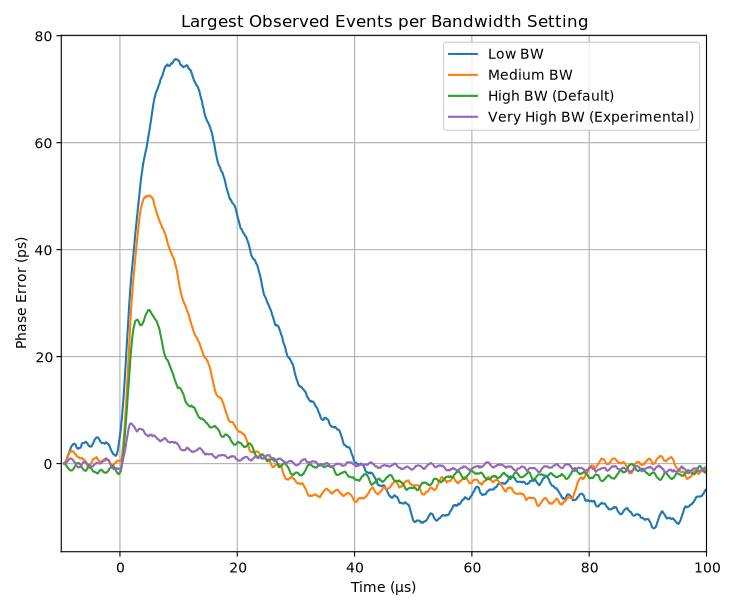 Largest Observed Events per Bandwidth Setting
80
60
40
20
0
Phase Error (ps)
Low BW
Medium BW
High BW (Default)
Very High BW (Experimental)
0 20 40 60 80 100
Time (µs)